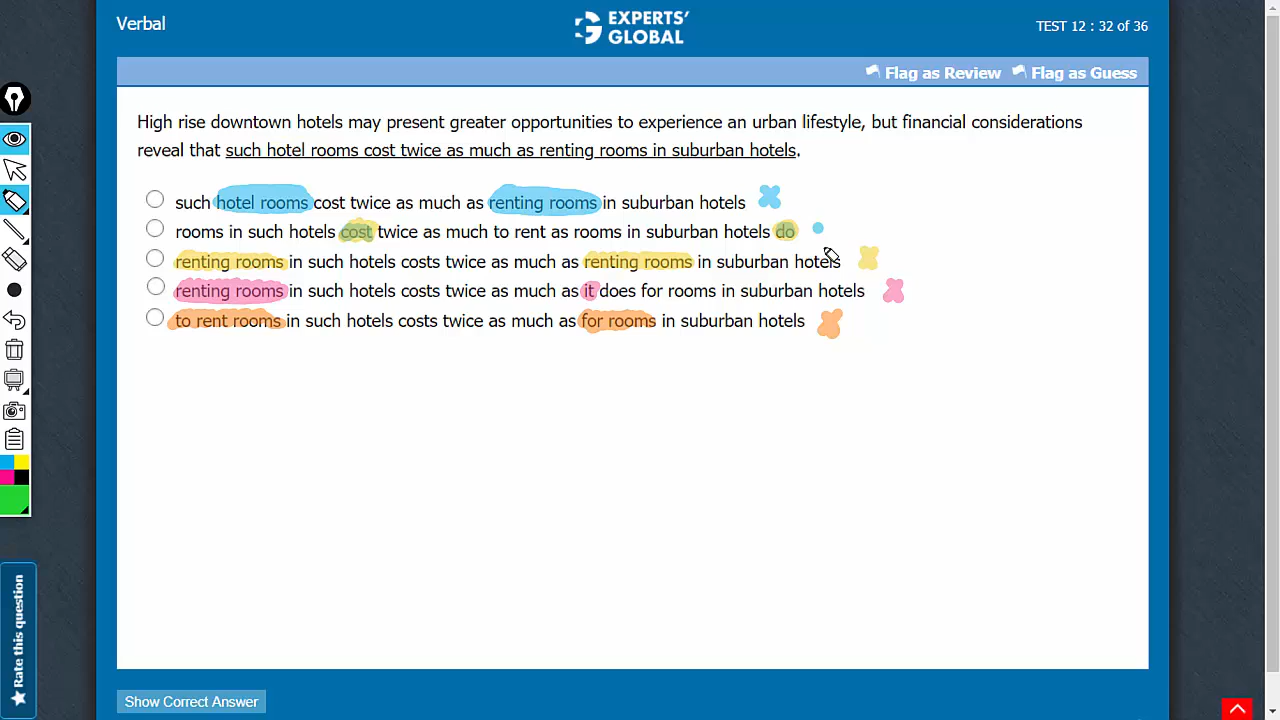 Verbal
EXPERTS'
GLOBAL
TEST 12 : 32 of 36
Flag as Review
Flag as Guess
High rise downtown hotels may present greater opportunities to experience an urban lifestyle, but financial considerations
reveal that such hotel rooms cost twice as much as renting rooms in suburban hotels.
such hotel rooms cost twice as much as renting rooms in suburban hotels
rooms in such hotels cost twice as much to rent as rooms in suburban hotels do
renting rooms in such hotels costs twice as much as renting rooms in suburban hotels
renting rooms in such hotels costs twice as much as it does for rooms in suburban hotels
to rent rooms in such hotels costs twice as much as for rooms in suburban hotels
Rate this question
Show Correct Answer